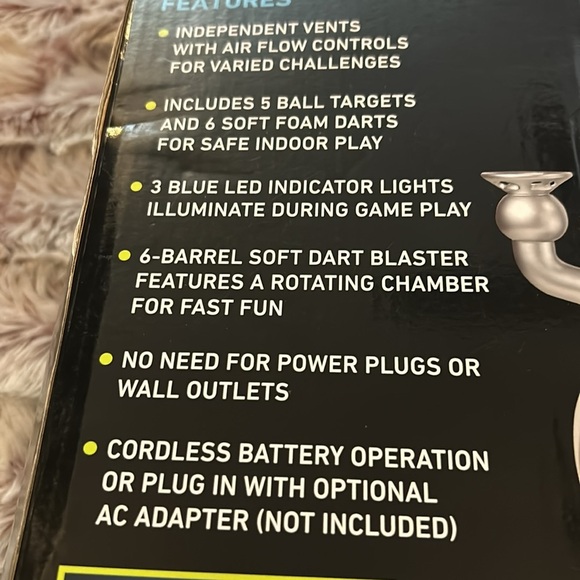 FEATURES
• INDEPENDENT VENTS
WITH AIR FLOW CONTROLS
FOR VARIED CHALLENGES
• INCLUDES 5 BALL TARGETS
AND 6 SOFT FOAM DARTS
FOR SAFE INDOOR PLAY
• 3 BLUE LED INDICATOR LIGHTS
ILLUMINATE DURING GAME PLAY
• 6-BARREL SOFT DART BLASTER
FEATURES A ROTATING CHAMBER
FOR FAST FUN
• NO NEED FOR POWER PLUGS OR
WALL OUTLETS
• CORDLESS BATTERY OPERATION
OR PLUG IN WITH OPTIONAL
AC ADAPTER (NOT INCLUDED)